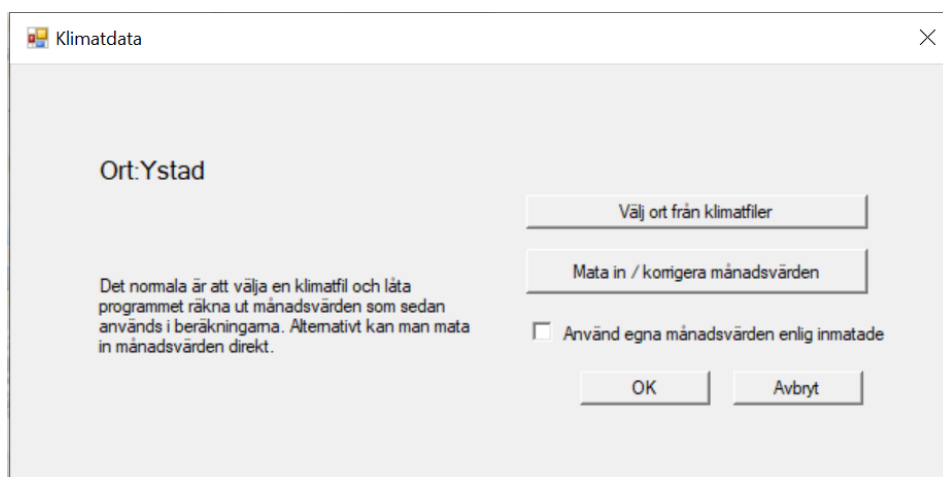 Klimatdata
Ort:Ystad
Välj ort från klimatfiler
Mata in / korrigera månadsvärden
Det normala är att välja en klimatfil och låta
programmet räkna ut månadsvärden som sedan
används i beräkningarna. Alternativt kan man mata
in månadsvärden direkt.
Använd egna månadsvärden enlig inmatade
OK
Avbryt